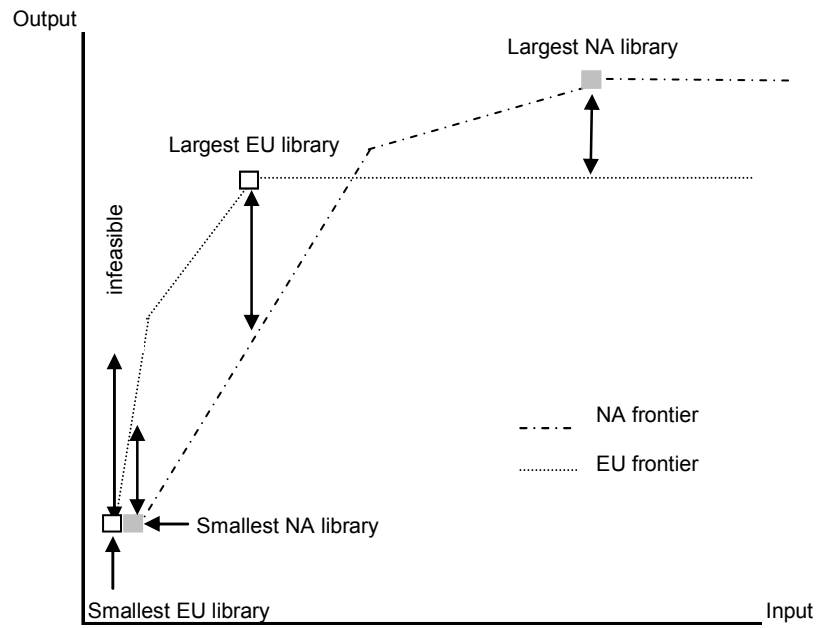 Output
Largest NA library
Largest EU library
infeasible
NA frontier
EU frontier
Smallest NA library
Smallest EU library
Input